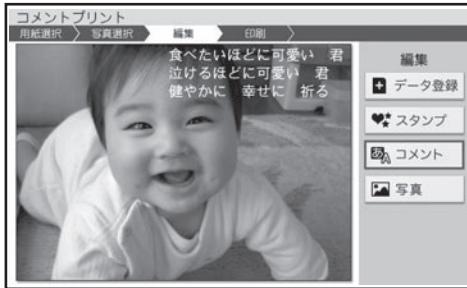 コメントプリント
用紙選択 写真選択 編集 印刷
食べたいほどに可愛い 君
泣けるほどに可愛い 君
健やかに 幸せに 祈る
編集
データ登録
スタンプ
あA コメント
写真